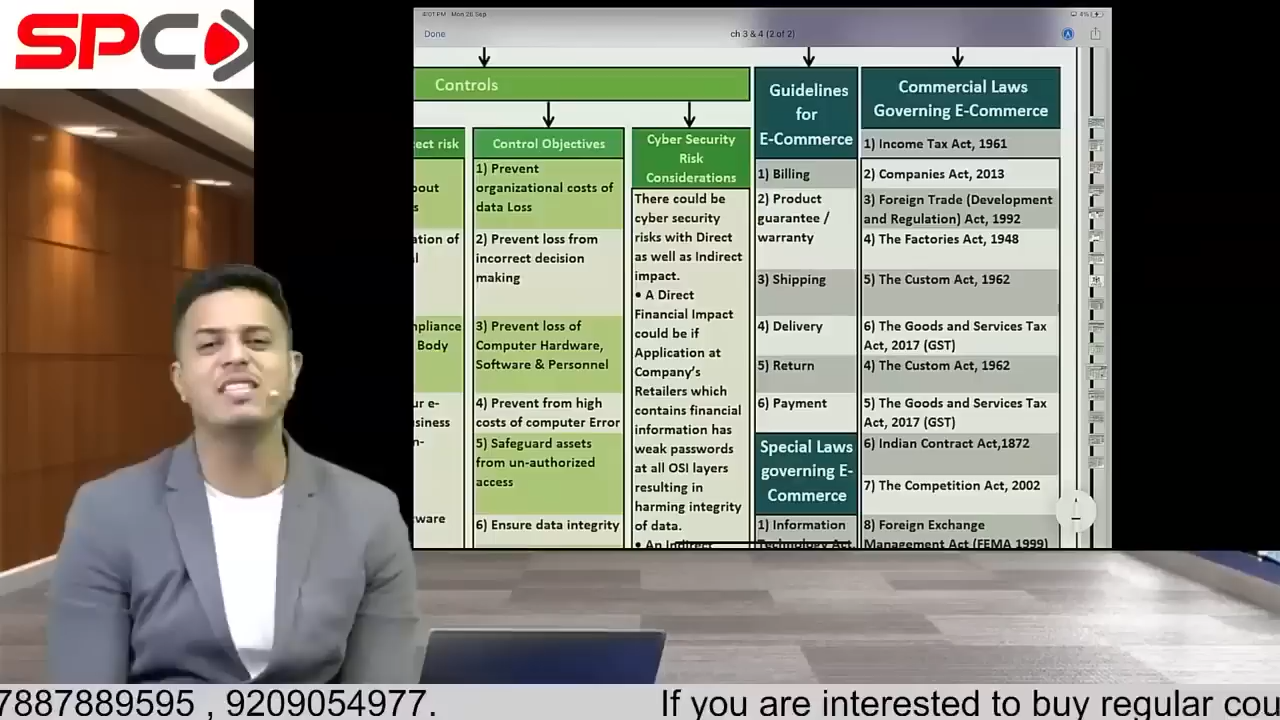 SPC
4:01 PM Mon 26 Sep
4%
Done
ch 3 & 4 (2 of 2)
Controls
ect risk
bout
s
ation of
l
mpliance
Body
ur e-
siness
n-
ware
Control Objectives
1) Prevent
organizational costs of
data Loss
2) Prevent loss from
incorrect decision
making
3) Prevent loss of
Computer Hardware,
Software & Personnel
4) Prevent from high
costs of computer Error
5) Safeguard assets
from un-authorized
access
6) Ensure data integrity
Cyber Security
Risk
Considerations
There could be
cyber security
risks with Direct
as well as Indirect
impact.
• A Direct
Financial Impact
could be if
Application at
Company's
Retailers which
contains financial
information has
weak passwords
at all OSI layers
resulting in
harming integrity
of data.
• An Indirect
Guidelines
for
E-Commerce
1) Billing
2) Product
guarantee /
warranty
3) Shipping
4) Delivery
5) Return
6) Payment
Special Laws
governing E-
Commerce
1) Information
Technology Act
Commercial Laws
Governing E-Commerce
1) Income Tax Act, 1961
2) Companies Act, 2013
3) Foreign Trade (Development
and Regulation) Act, 1992
4) The Factories Act, 1948
5) The Custom Act, 1962
6) The Goods and Services Tax
Act, 2017 (GST)
4) The Custom Act, 1962
5) The Goods and Services Tax
Act, 2017 (GST)
6) Indian Contract Act,1872
7) The Competition Act, 2002
8) Foreign Exchange
Management Act (FEMA 1999)
7887889595 , 9209054977. If you are interested to buy regular cou